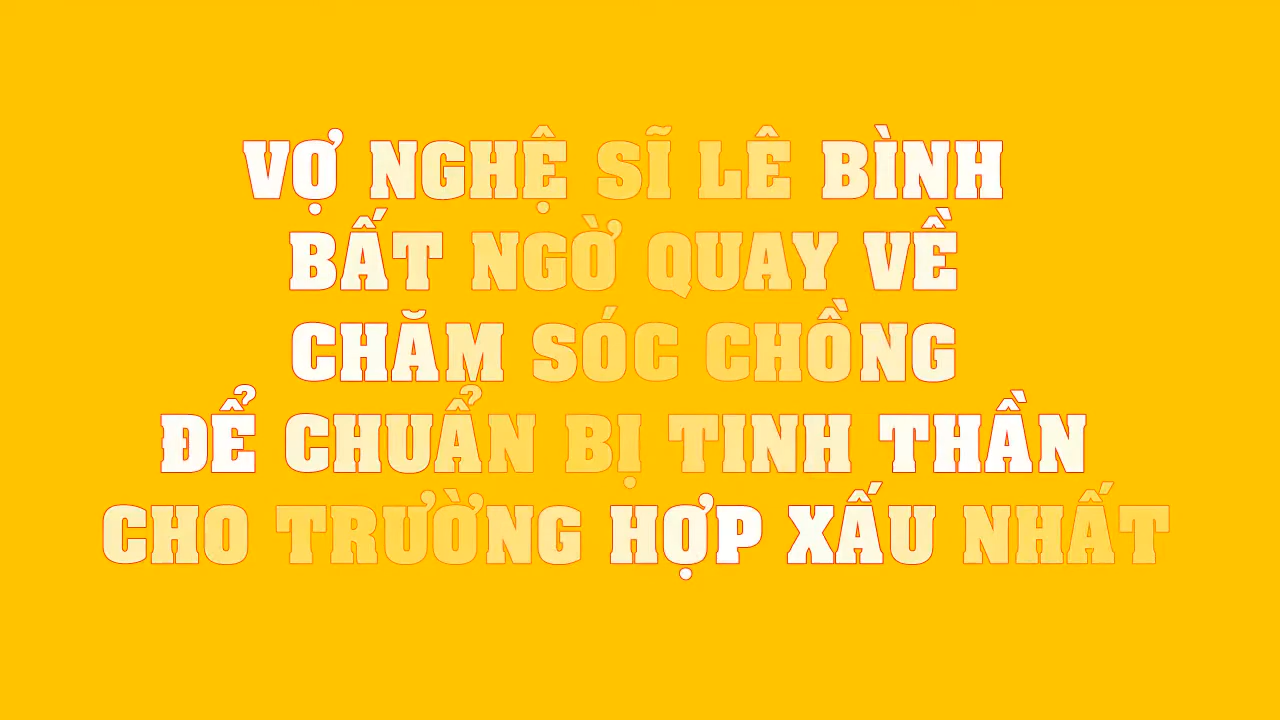 VỢ NGHỆ SĨ LÊ BÌNH
BẤT NGỜ QUAY VỀ
CHĂM SÓC CHỒNG
ĐỂ CHUẨN BỊ TINH THẦN
CHO TRƯỜNG HỢP XẤU NHẤT